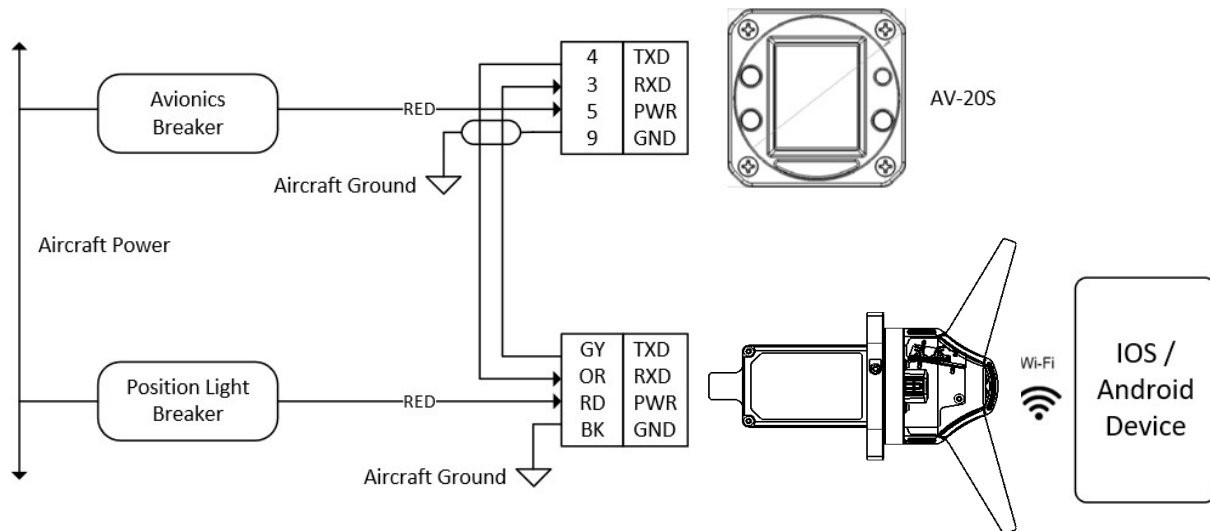 4 TXD
3 RXD
5 PWR
9 GND
Avionics
Breaker
RED
Aircraft Ground
AV-20S
Aircraft Power
GY TXD
OR RXD
RD PWR
BK GND
Position Light
Breaker
RED
Aircraft Ground
Wi-Fi
IOS /
Android
Device